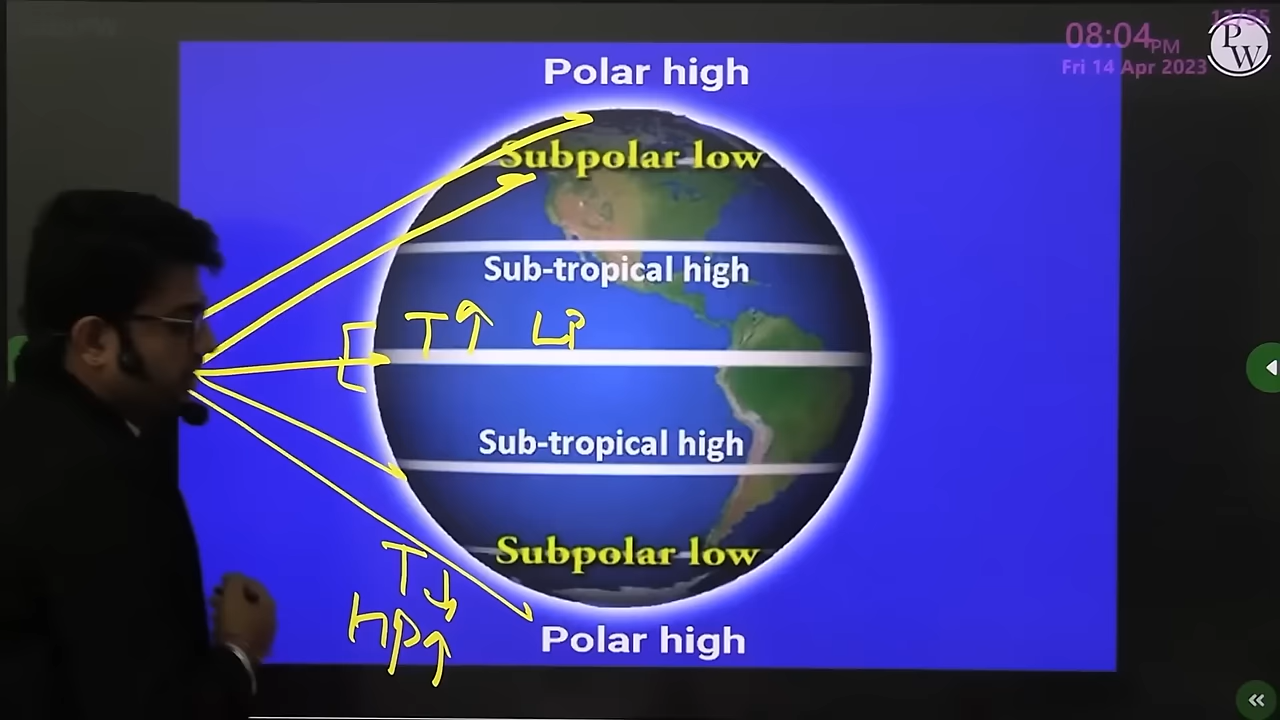 08:04 PM
Fri 14 Apr 2023
PW
Polar high
Subpolar low
Sub-tropical high
T↑ LP
Sub-tropical high
Subpolar low
T↓
HP↑
Polar high